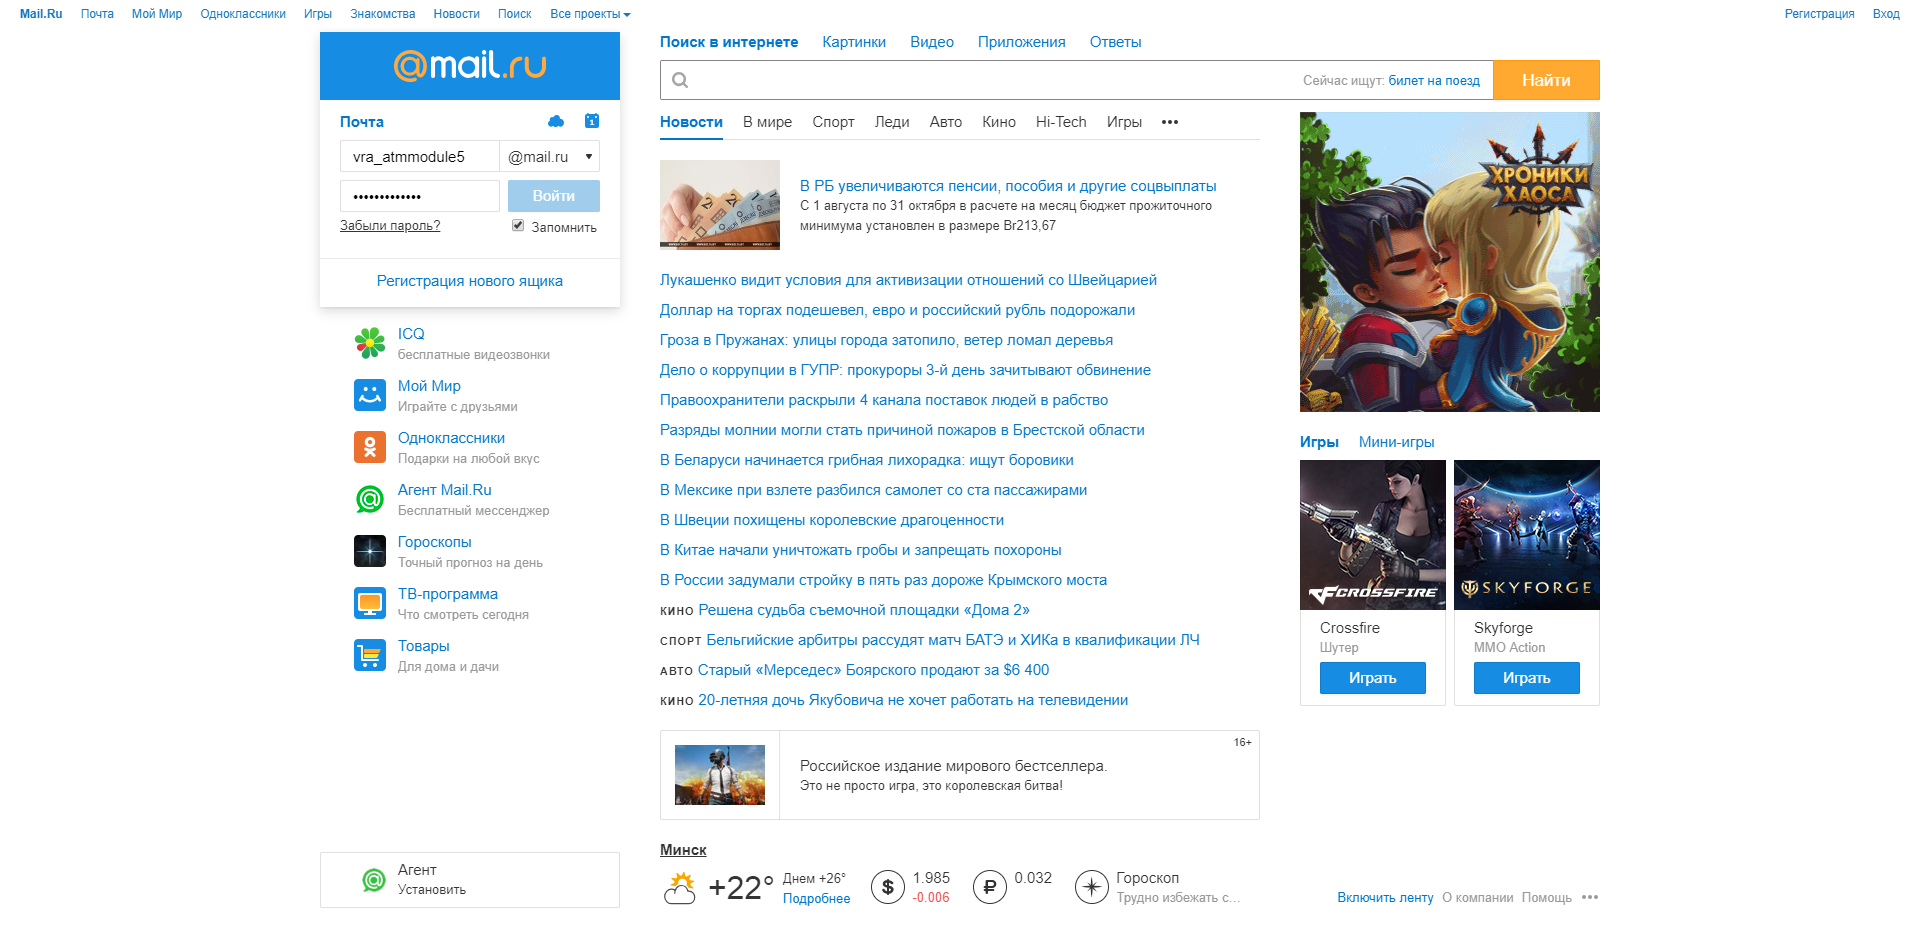 Mail.Ru Почта Мой Мир Одноклассники Игры Знакомства Новости Поиск Все проекты Регистрация Вход
@mail.ru
Почта
1
vra_atmmodule5 @mail.ru
••••••••••••• Войти
Забыли пароль? Запомнить
Регистрация нового ящика
ICQ
бесплатные видеозвонки
Мой Мир
Играйте с друзьями
Одноклассники
Подарки на любой вкус
Агент Mail.Ru
Бесплатный мессенджер
Гороскопы
Точный прогноз на день
ТВ-программа
Что смотреть сегодня
Товары
Для дома и дачи
Агент
Установить
Поиск в интернете Картинки Видео Приложения Ответы
Сейчас ищут: билет на поезд Найти
Новости В мире Спорт Леди Авто Кино Hi-Tech Игры •••
В РБ увеличиваются пенсии, пособия и другие соцвыплаты
С 1 августа по 31 октября в расчете на месяц бюджет прожиточного
минимума установлен в размере Br213,67
Лукашенко видит условия для активизации отношений со Швейцарией
Доллар на торгах подешевел, евро и российский рубль подорожали
Гроза в Пружанах: улицы города затопило, ветер ломал деревья
Дело о коррупции в ГУПР: прокуроры 3-й день зачитывают обвинение
Правоохранители раскрыли 4 канала поставок людей в рабство
Разряды молнии могли стать причиной пожаров в Брестской области
В Беларуси начинается грибная лихорадка: ищут боровики
В Мексике при взлете разбился самолет со ста пассажирами
В Швеции похищены королевские драгоценности
В Китае начали уничтожать гробы и запрещать похороны
В России задумали стройку в пять раз дороже Крымского моста
КИНО Решена судьба съемочной площадки «Дома 2»
СПОРТ Бельгийские арбитры рассудят матч БАТЭ и ХИКа в квалификации ЛЧ
АВТО Старый «Мерседес» Боярского продают за $6 400
КИНО 20-летняя дочь Якубовича не хочет работать на телевидении
16+
Российское издание мирового бестселлера.
Это не просто игра, это королевская битва!
Минск
+22° Днем +26° $ 1.985 ₽ 0.032 Гороскоп
Подробнее -0.006 Трудно избежать с...
ХРОНИКИ
ХАОСА
Игры Мини-игры
CROSSFIRE SKYFORGE
Crossfire Skyforge
Шутер MMO Action
Играть Играть
Включить ленту О компании Помощь •••